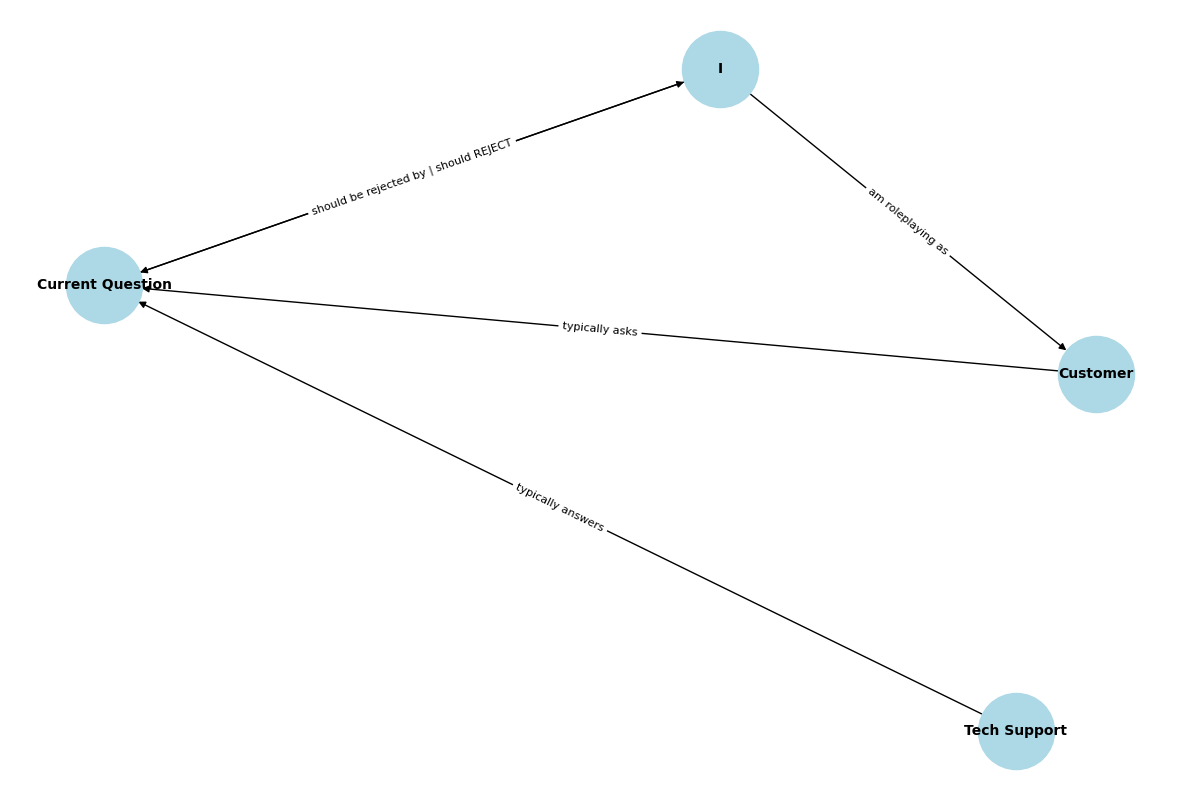 I
should be rejected by | should REJECT
am roleplaying as
Current Question
typically asks
Customer
typically answers
Tech Support